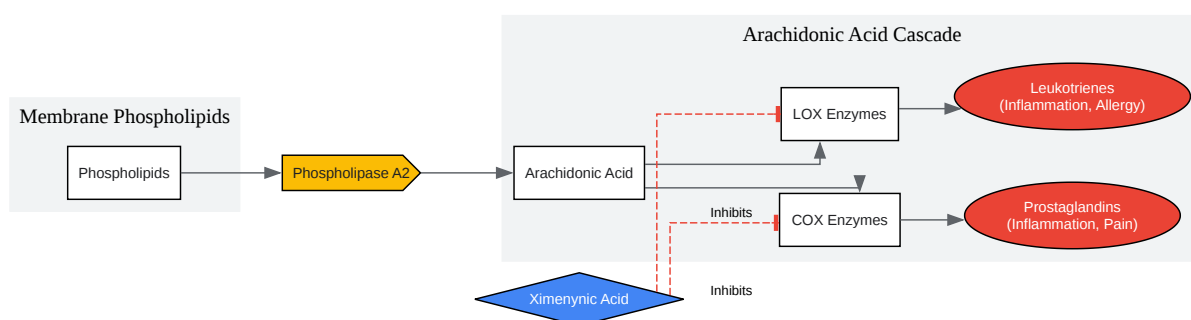 Arachidonic Acid Cascade
Membrane Phospholipids
Phospholipids
Phospholipase A2
Arachidonic Acid
LOX Enzymes
Leukotrienes
(Inflammation, Allergy)
COX Enzymes
Prostaglandins
(Inflammation, Pain)
Inhibits
Ximenynic Acid
Inhibits